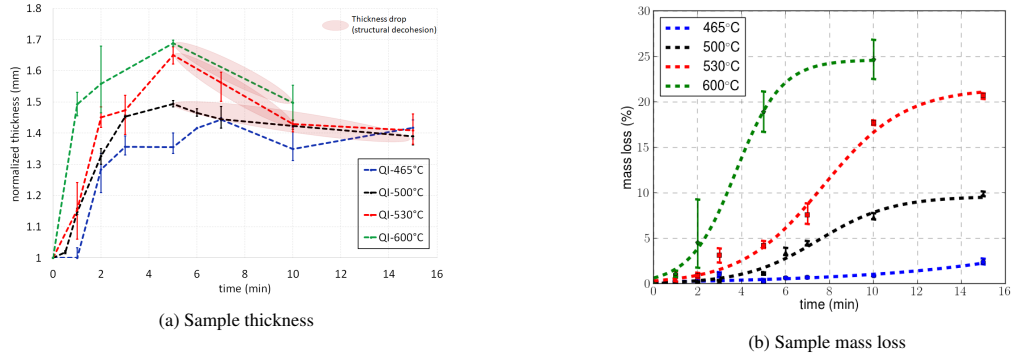 1.8
1.7
1.6
1.5
1.4
1.3
1.2
1.1
1
normalized thickness (mm)
Thickness drop
(structural decohesion)
QI-465°C
QI-500°C
QI-530°C
QI-600°C
0 2 4 6 8 10 12 14 16
time (min)
(a) Sample thickness
30
25
20
15
10
5
0
mass loss (%)
465°C
500°C
530°C
600°C
0 2 4 6 8 10 12 14 16
time (min)
(b) Sample mass loss